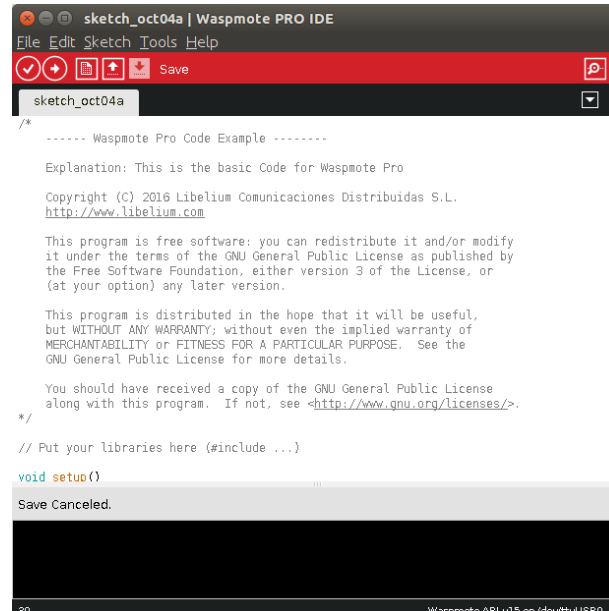 sketch_oct04a | Waspmote PRO IDE
File Edit Sketch Tools Help
Save
sketch_oct04a
/*
------ Waspmote Pro Code Example --------
Explanation: This is the basic Code for Waspmote Pro
Copyright (C) 2016 Libelium Comunicaciones Distribuidas S.L.
http://www.libelium.com
This program is free software: you can redistribute it and/or modify
it under the terms of the GNU General Public License as published by
the Free Software Foundation, either version 3 of the License, or
(at your option) any later version.
This program is distributed in the hope that it will be useful,
but WITHOUT ANY WARRANTY; without even the implied warranty of
MERCHANTABILITY or FITNESS FOR A PARTICULAR PURPOSE.  See the
GNU General Public License for more details.
You should have received a copy of the GNU General Public License
along with this program.  If not, see <http://www.gnu.org/licenses/>.
*/
// Put your libraries here (#include ...)
void setup()
Save Canceled.
Waspmote API v15 on /dev/ttyUSB0